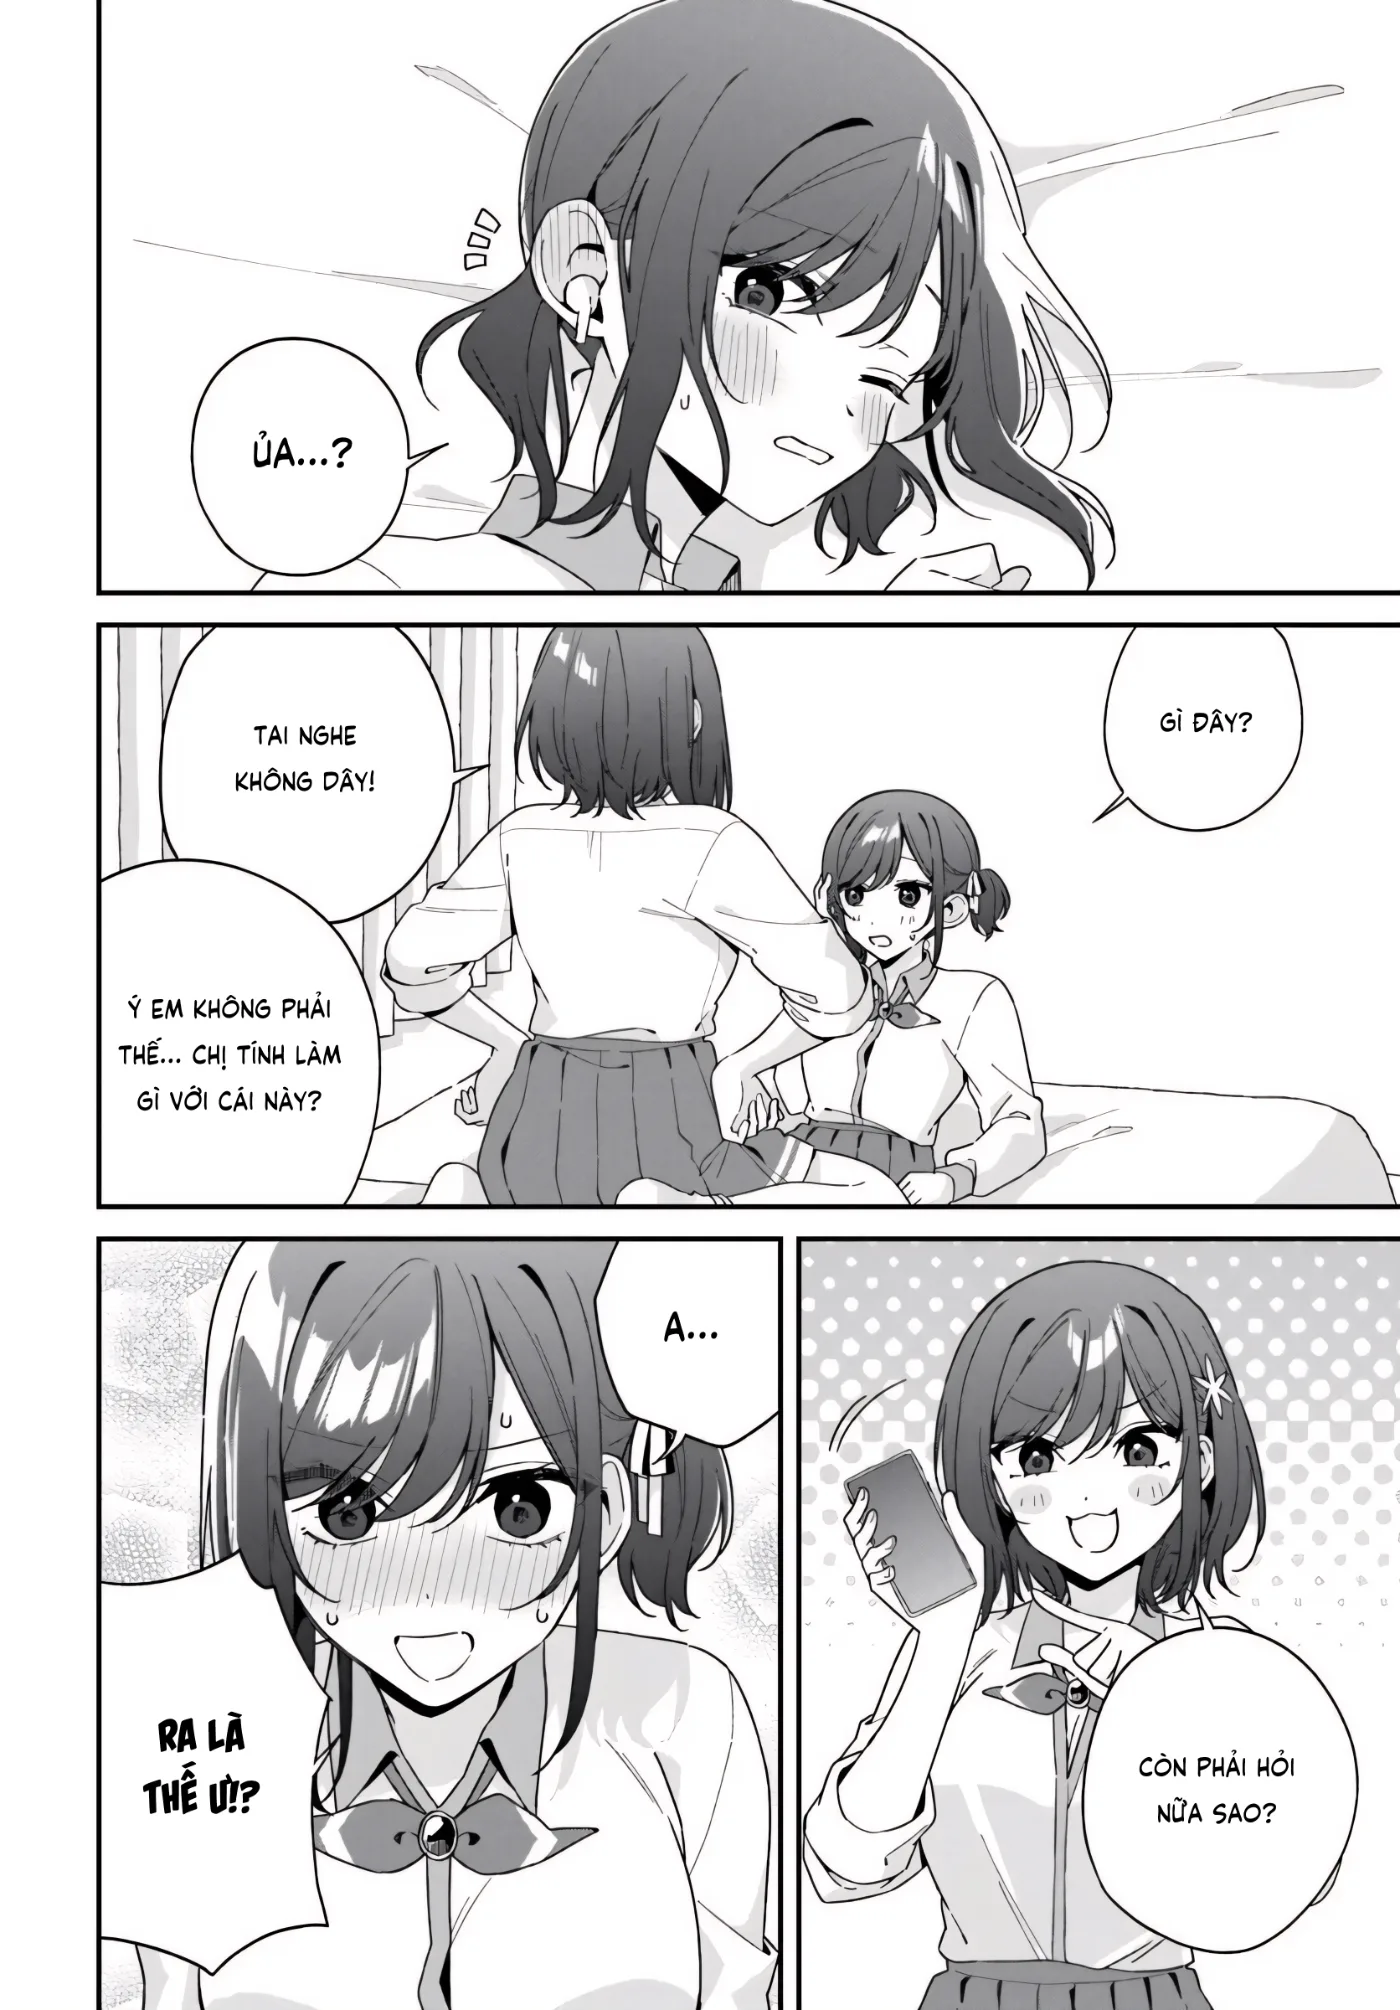 ỦA...?
GÌ ĐÂY?
TAI NGHE
KHÔNG DÂY!
Ý EM KHÔNG PHẢI
THẾ... CHỊ TÍNH LÀM
GÌ VỚI CÁI NÀY?
CÒN PHẢI HỎI
NỮA SAO?
A...
RA LÀ
THẾ Ư!?